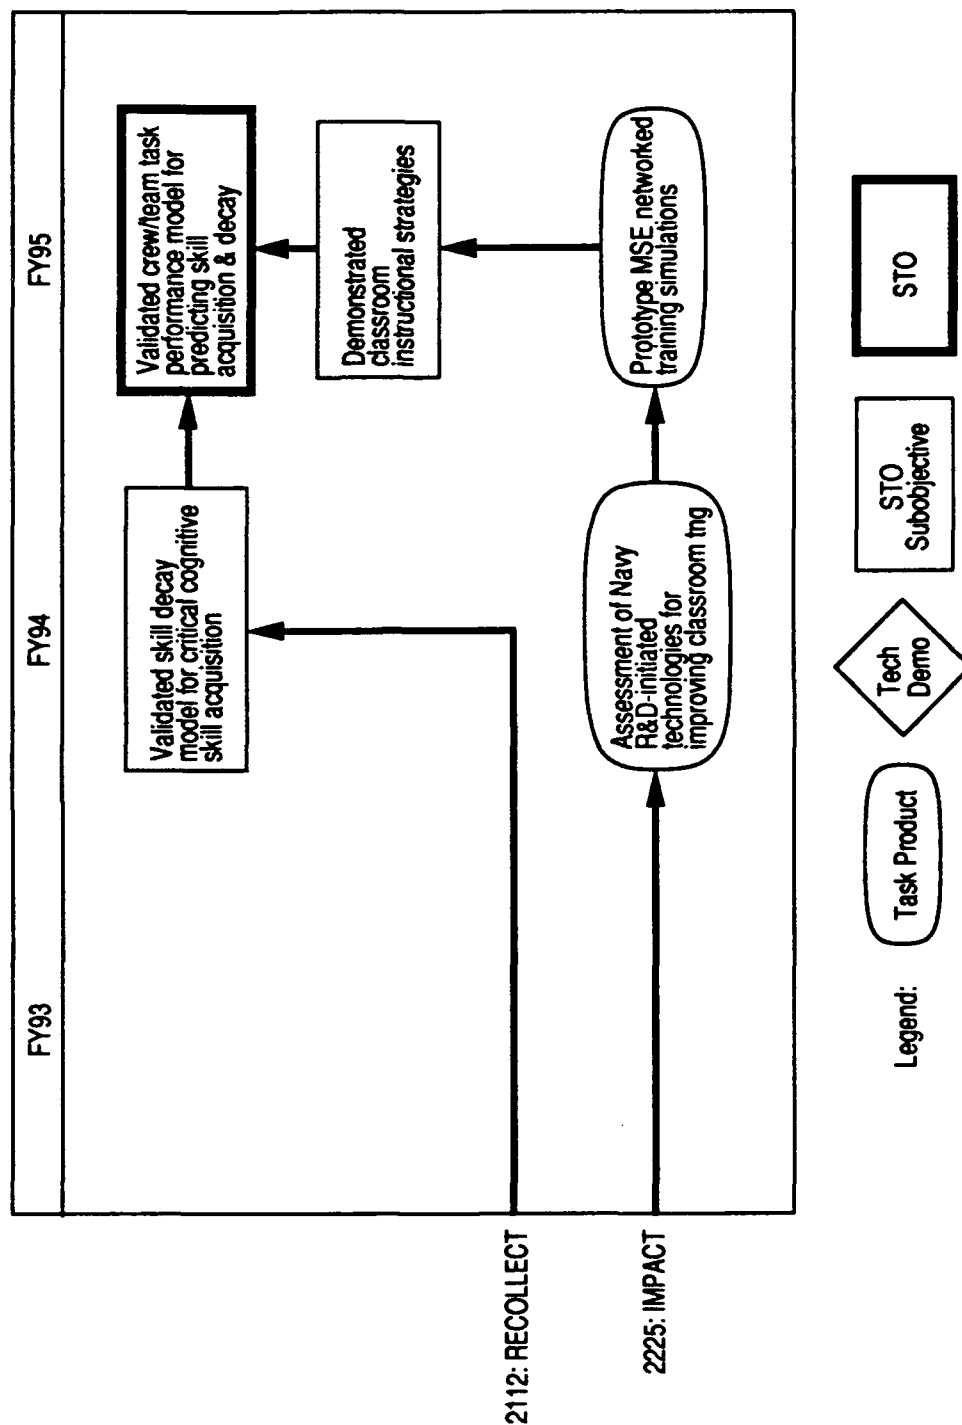 FY93
FY94
FY95
Validated skill decay
model for critical cognitive
skill acquisition
Validated crew/team task
performance model for
predicting skill
acquisition & decay
Demonstrated
classroom
instructional strategies
2112: RECOLLECT
2225: IMPACT
Assessment of Navy
R&D-initiated
technologies for
improving classroom tng
Prototype MSE networked
training simulations
Legend:
Task Product
Tech
Demo
STO
Subobjective
STO